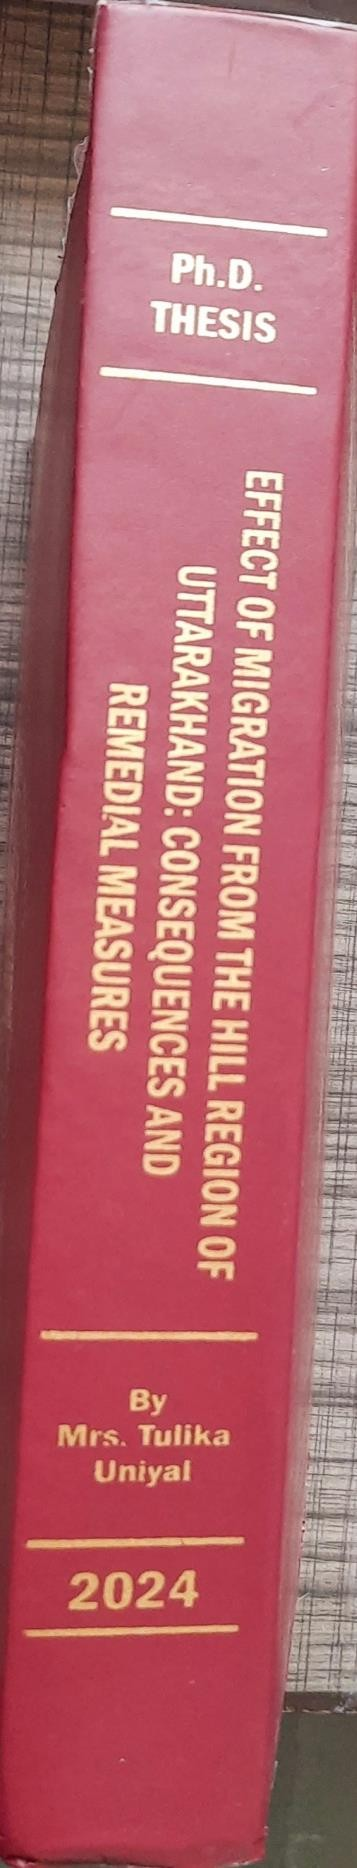 Ph.D.
THESIS
EFFECT OF MIGRATION FROM THE HILL REGION OF
UTTARAKHAND: CONSEQUENCES AND
REMEDIAL MEASURES
By
Mrs. Tulika
Uniyal
2024